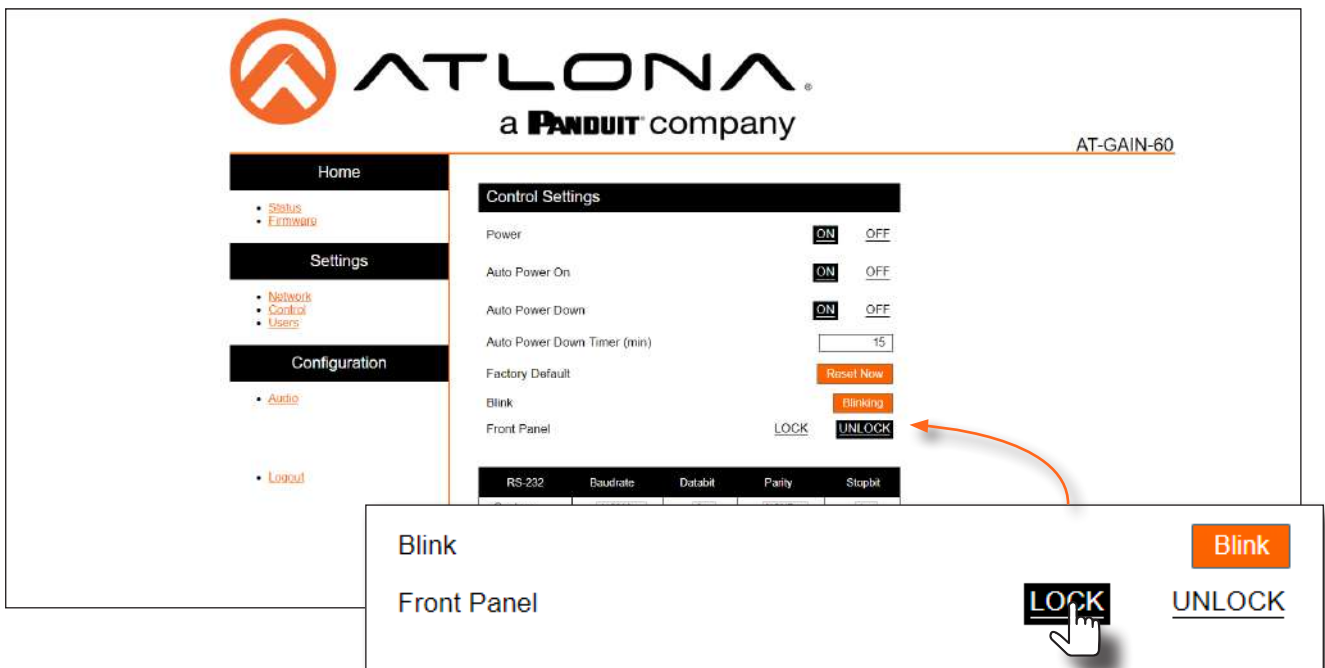 ATLONA®
a PANDUIT™ company
AT-GAIN-60
Home
Status
Firmware
Settings
Network
Control
Users
Configuration
Audio
Logout
Control Settings
Power ON OFF
Auto Power On ON OFF
Auto Power Down ON OFF
Auto Power Down Timer (min) 15
Factory Default Reset Now
Blink Blinking
Front Panel LOCK UNLOCK
RS-232 Baudrate Databit Parity Stopbit
Blink Blink
Front Panel LOCK UNLOCK